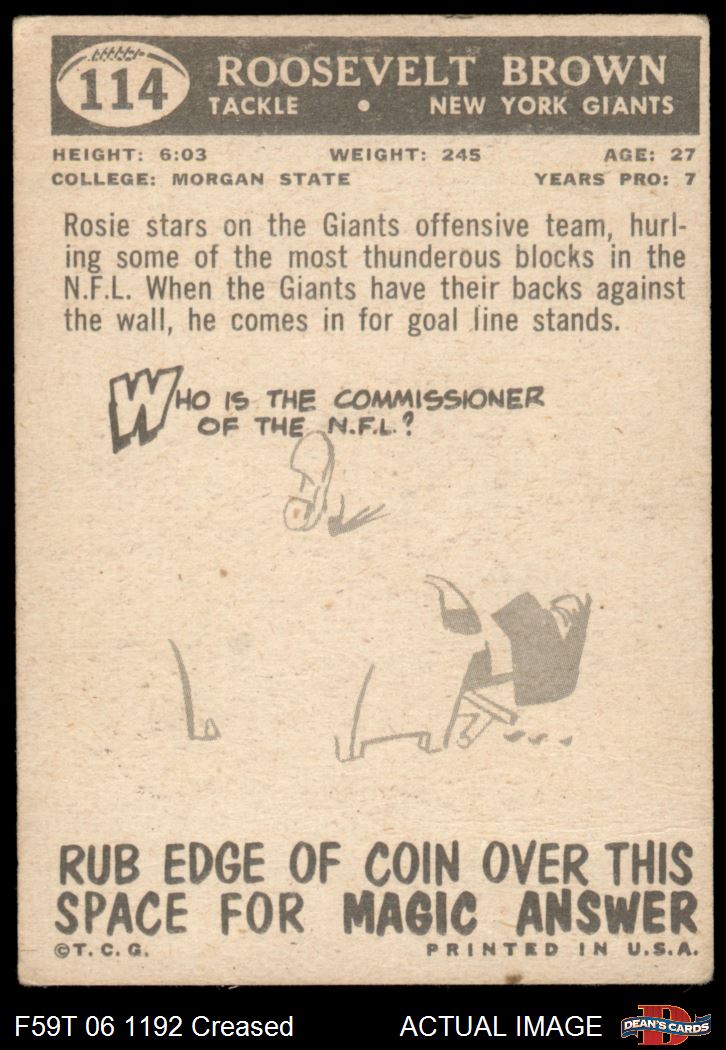 114
ROOSEVELT BROWN
TACKLE • NEW YORK GIANTS
HEIGHT: 6:03 WEIGHT: 245 AGE: 27
COLLEGE: MORGAN STATE YEARS PRO: 7
Rosie stars on the Giants offensive team, hurl-
ing some of the most thunderous blocks in the
N.F.L. When the Giants have their backs against
the wall, he comes in for goal line stands.
WHO IS THE COMMISSIONER
OF THE N.F.L.?
RUB EDGE OF COIN OVER THIS
SPACE FOR MAGIC ANSWER
©T.C.G. PRINTED IN U.S.A.
F59T 06 1192 Creased ACTUAL IMAGE
D
DEAN'S CARDS